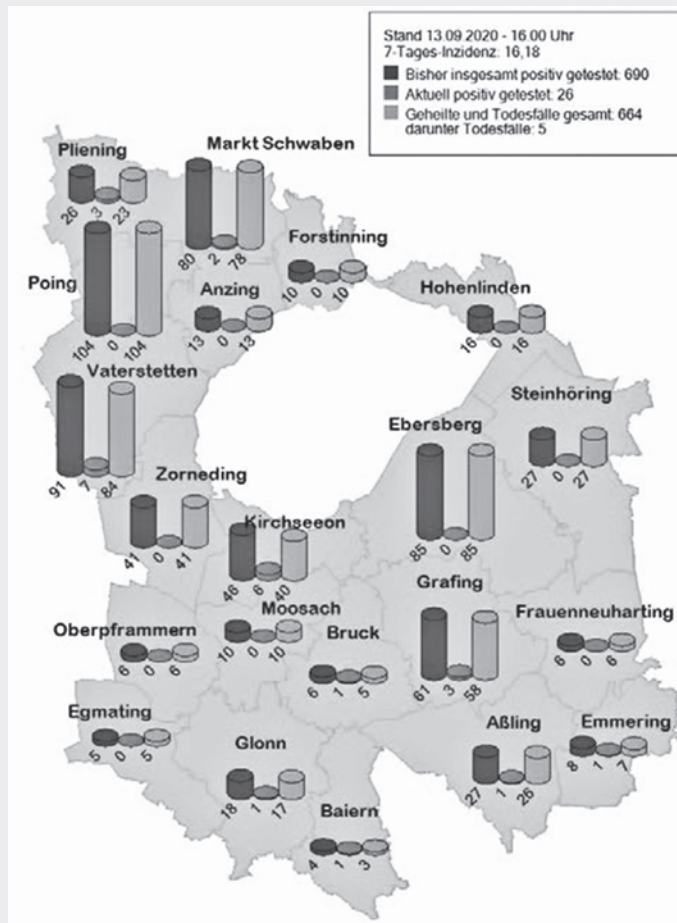 Stand 13.09.2020 - 16.00 Uhr
7-Tages-Inzidenz: 16,18
Bisher insgesamt positiv getestet: 690
Aktuell positiv getestet: 26
Geheilte und Todesfälle gesamt: 664
darunter Todesfälle: 5
Pliening
26 3 23
Markt Schwaben
80 2 78
Forstinning
10 0 10
Poing
104 0 104
Anzing
13 0 13
Hohenlinden
16 0 16
Vaterstetten
91 7 84
Steinhöring
27 0 27
Ebersberg
85 0 85
Zorneding
41 0 41
Kirchseeon
46 6 40
Grafing
61 3 58
Moosach
10 0 10
Bruck
6 1 5
Frauenneuharting
6 0 6
Oberpframmern
6 0 6
Egmating
5 0 5
Glonn
18 1 17
Aßling
27 1 26
Emmering
8 1 7
Baiern
4 1 3